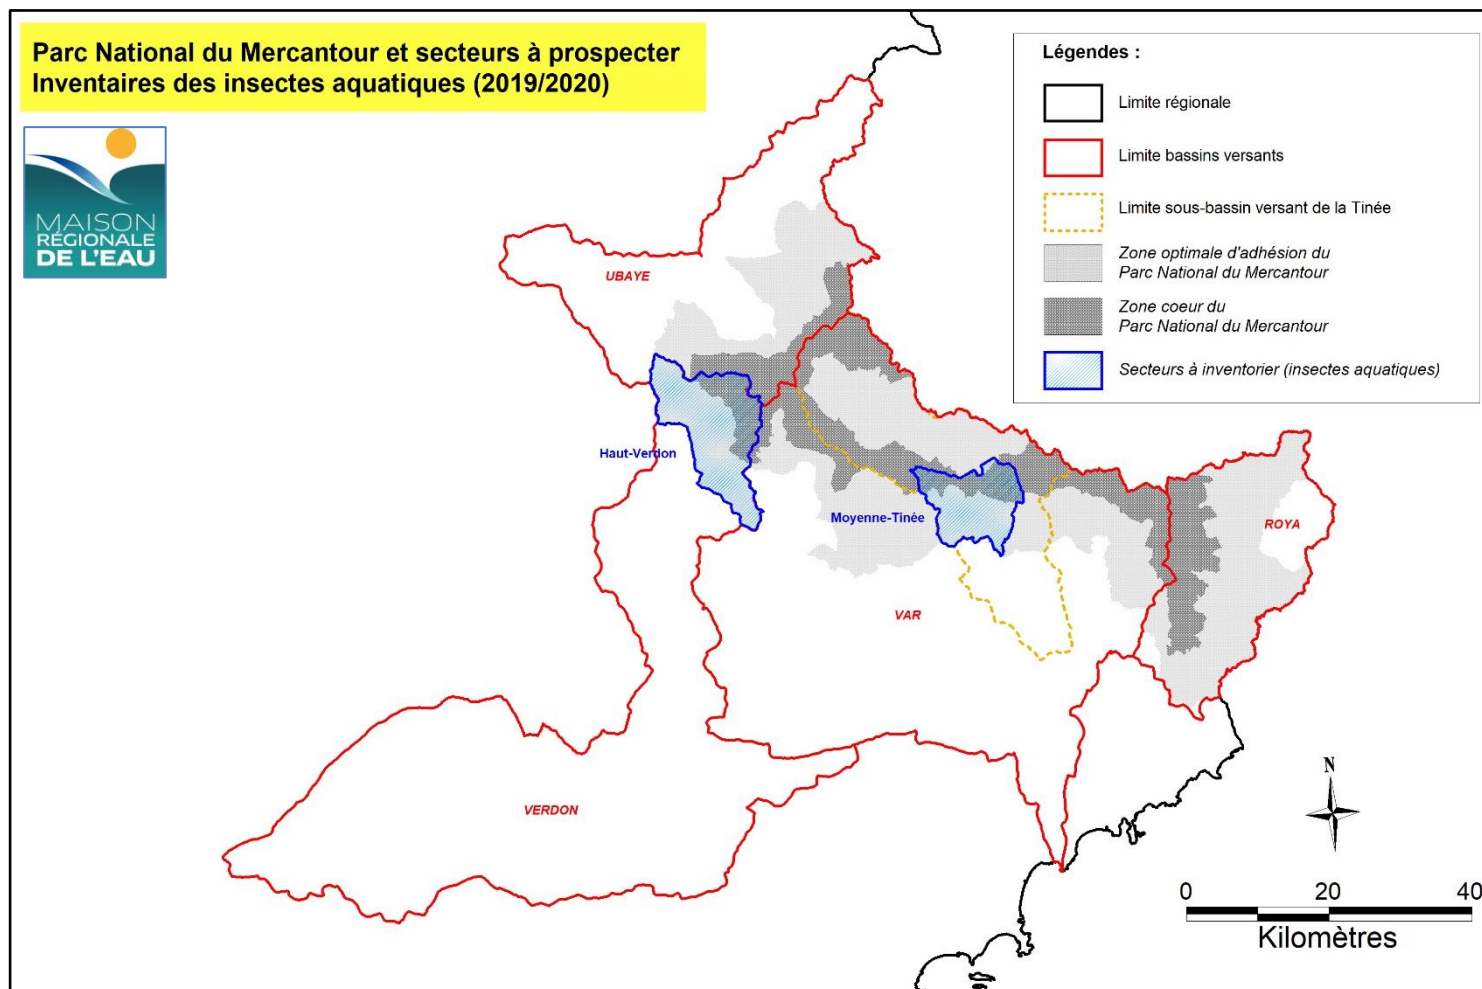 Parc National du Mercantour et secteurs à prospecter
Inventaires des insectes aquatiques (2019/2020)
MAISON
RÉGIONALE
DE L'EAU
Légendes :
Limite régionale
Limite bassins versants
Limite sous-bassin versant de la Tinée
Zone optimale d'adhésion du
Parc National du Mercantour
Zone coeur du
Parc National du Mercantour
Secteurs à inventorier (insectes aquatiques)
UBAYE
Haut-Verdon
Moyenne-Tinée
ROYA
VAR
VERDON
N
0 20 40
Kilomètres